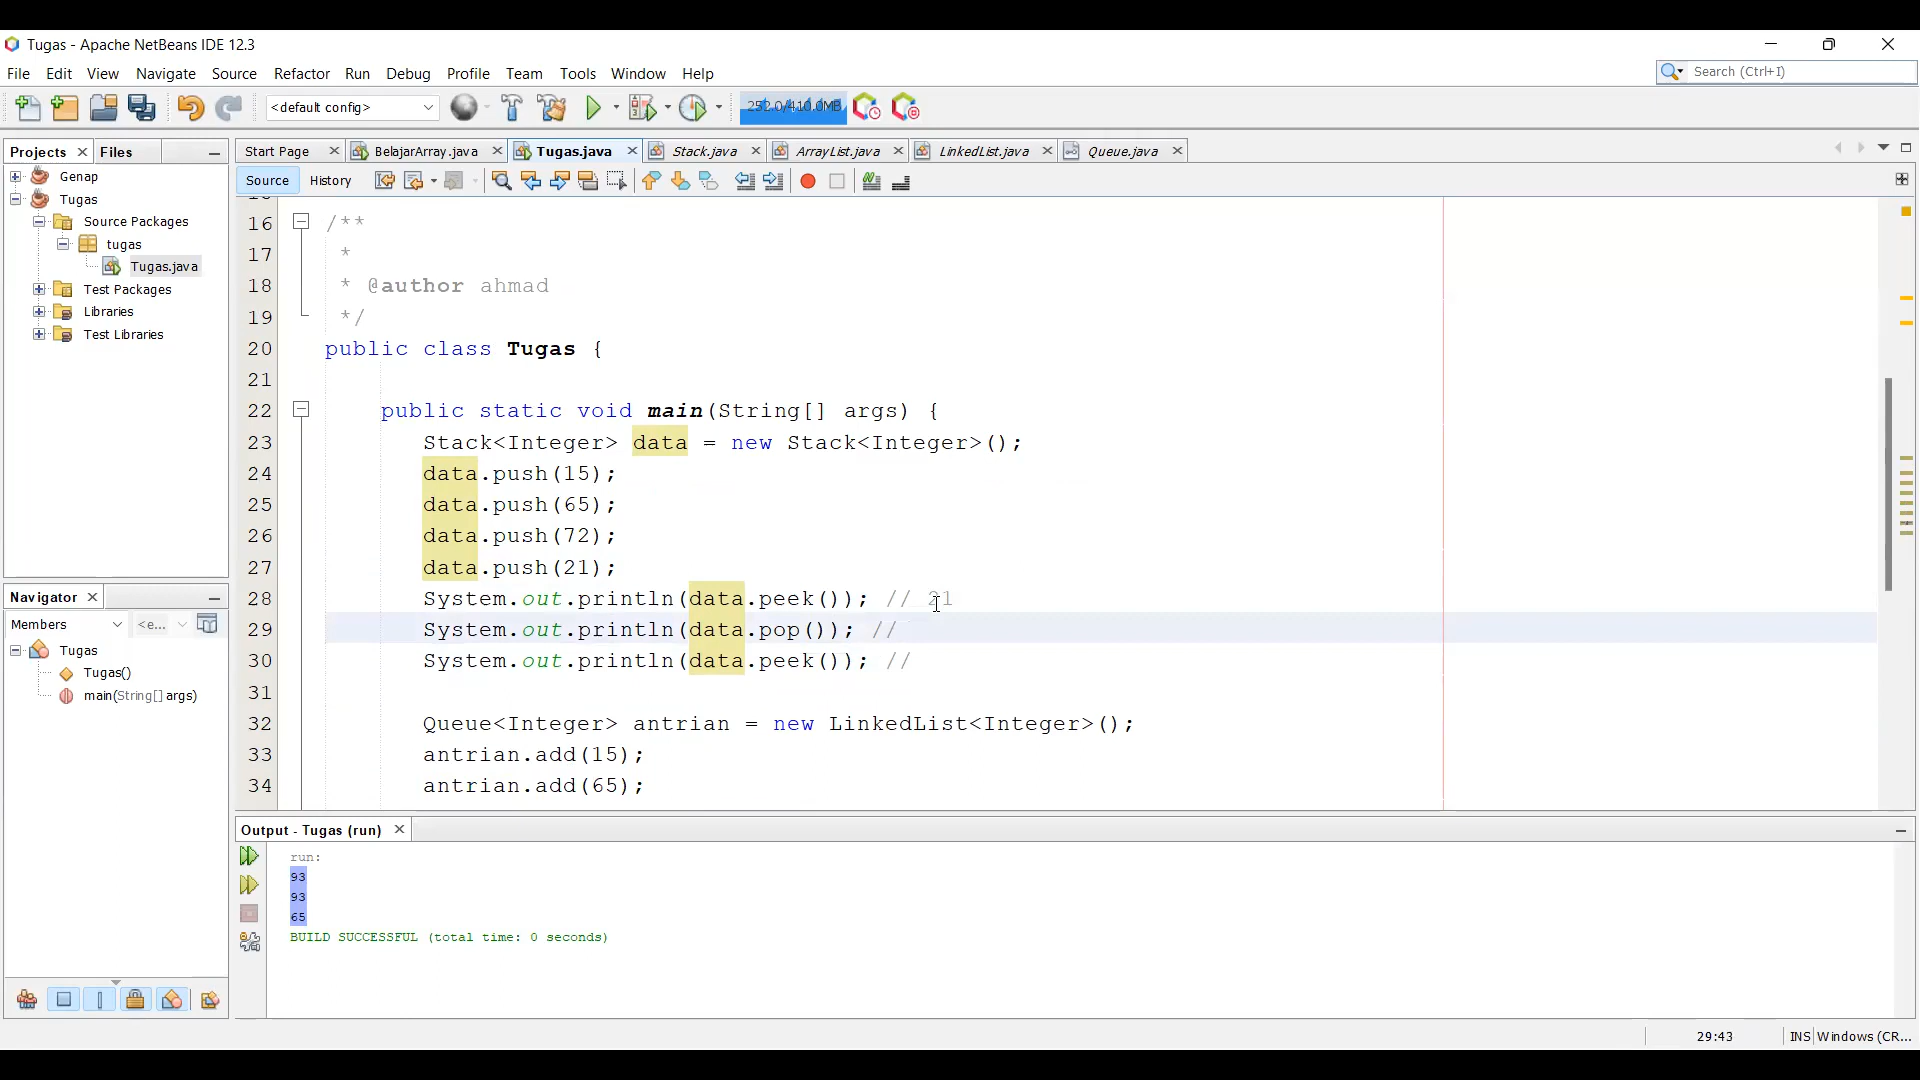 Tugas - Apache NetBeans IDE 12.3
File Edit View Navigate Source Refactor Run Debug Profile Team Tools Window Help
Search (Ctrl+I)
<default config>
252.0/410.0MB
Projects Files
Start Page BelajarArray.java Tugas.java Stack.java ArrayList.java LinkedList.java Queue.java
Source History
Genap
Tugas
Source Packages
tugas
Tugas.java
Test Packages
Libraries
Test Libraries
16 /**
17 *
18 * @author ahmad
19 */
20 public class Tugas {
21
22 public static void main(String[] args) {
23 Stack<Integer> data = new Stack<Integer>();
24 data.push(15);
25 data.push(65);
26 data.push(72);
27 data.push(21);
28 System.out.println(data.peek()); // 21
29 System.out.println(data.pop()); //
30 System.out.println(data.peek()); //
31
32 Queue<Integer> antrian = new LinkedList<Integer>();
33 antrian.add(15);
34 antrian.add(65);
Navigator
Members <e...
Tugas
Tugas()
main(String[] args)
Output - Tugas (run)
run:
93
93
65
BUILD SUCCESSFUL (total time: 0 seconds)
29:43 INS Windows (CR...